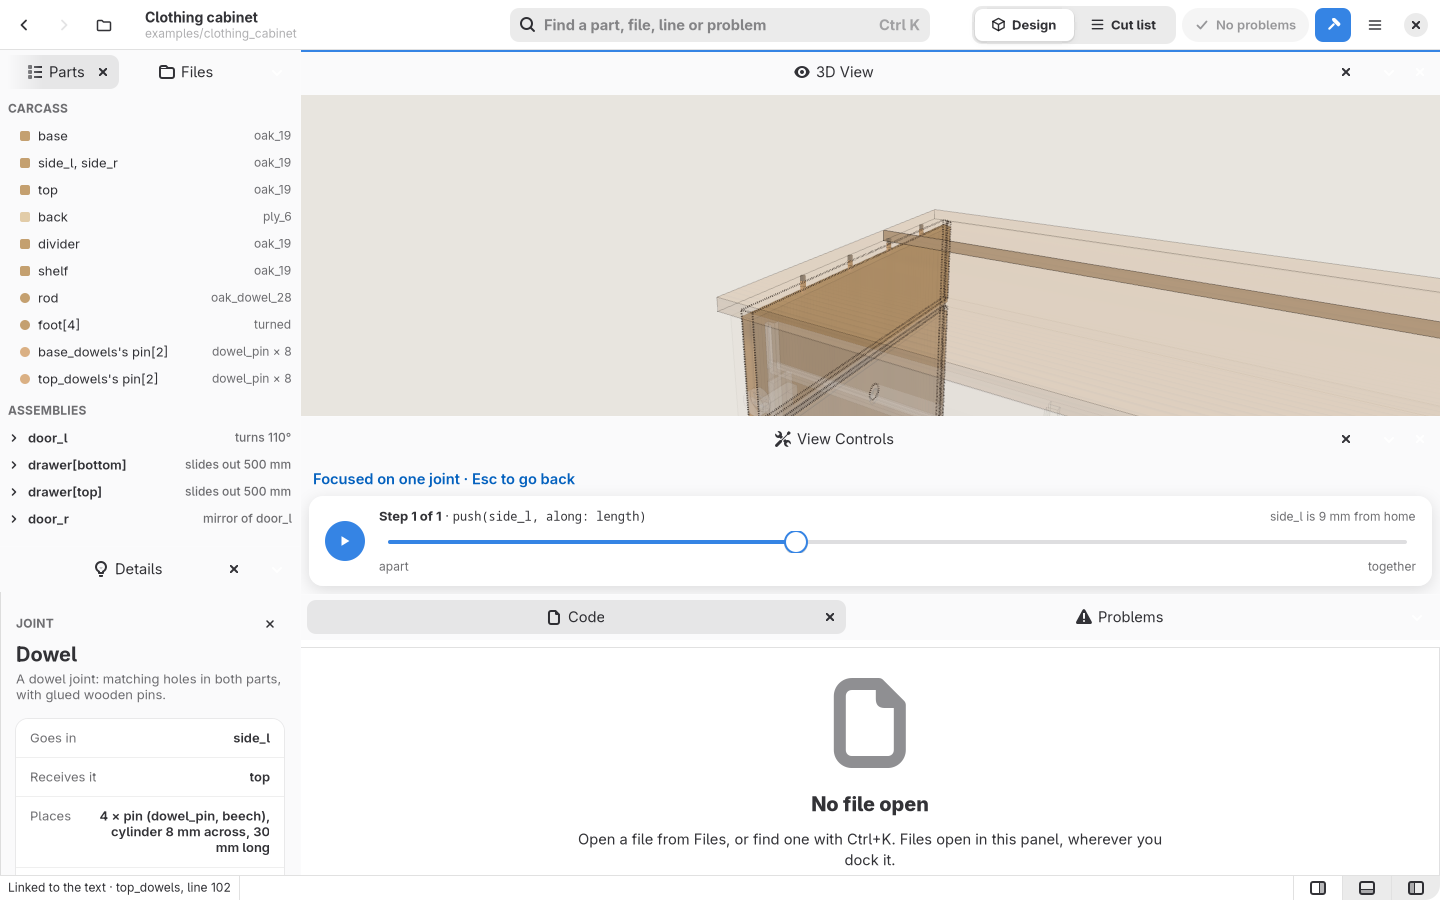 Clothing cabinet
examples/clothing_cabinet
Find a part, file, line or problem
Ctrl K
Design
Cut list
No problems
Parts
Files
3D View
CARCASS
base
oak_19
side_l, side_r
oak_19
top
oak_19
back
ply_6
divider
oak_19
shelf
oak_19
rod
oak_dowel_28
foot[4]
turned
base_dowels's pin[2]
dowel_pin × 8
top_dowels's pin[2]
dowel_pin × 8
ASSEMBLIES
door_l
turns 110°
drawer[bottom]
slides out 500 mm
drawer[top]
slides out 500 mm
door_r
mirror of door_l
View Controls
Focused on one joint · Esc to go back
Step 1 of 1 · push(side_l, along: length)
side_l is 9 mm from home
apart
together
Details
JOINT
Dowel
A dowel joint: matching holes in both parts,
with glued wooden pins.
Goes in
side_l
Receives it
top
Places
4 × pin (dowel_pin, beech),
cylinder 8 mm across, 30
mm long
Code
Problems
No file open
Open a file from Files, or find one with Ctrl+K. Files open in this panel, wherever you
dock it.
Linked to the text · top_dowels, line 102